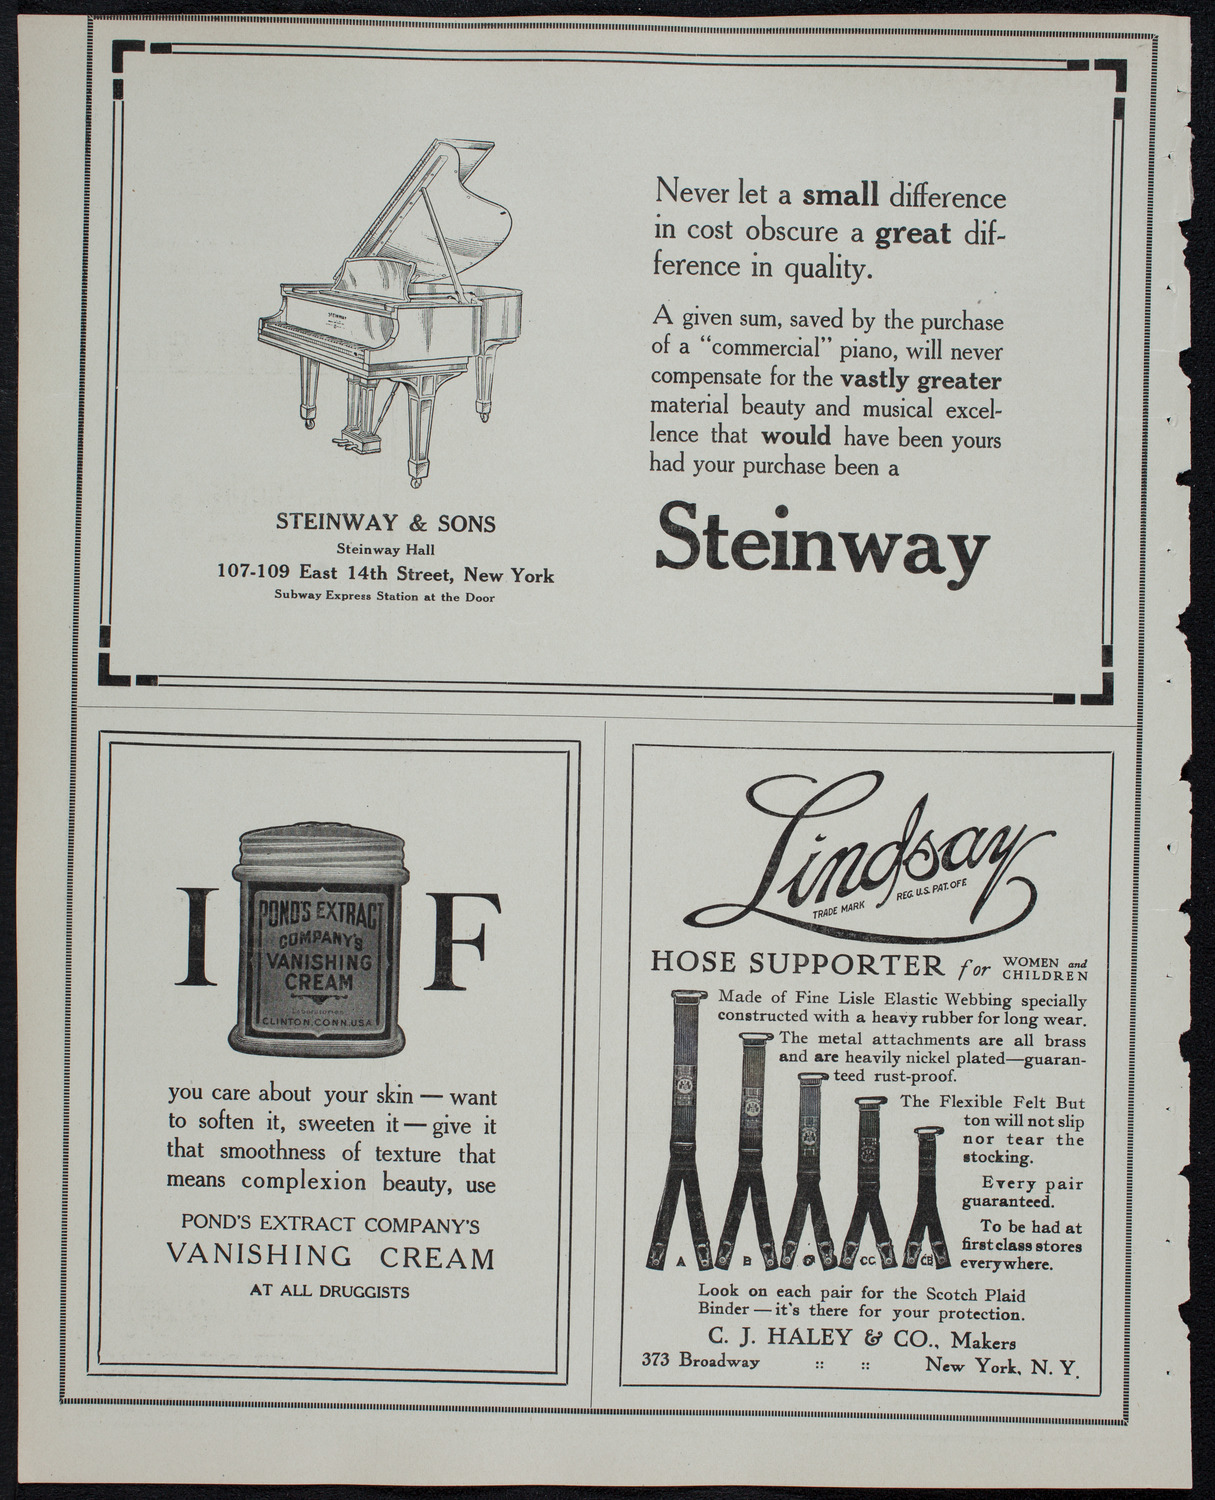 STEINWAY
Never let a small difference
in cost obscure a great dif-
ference in quality.
A given sum, saved by the purchase
of a "commercial" piano, will never
compensate for the vastly greater
material beauty and musical excel-
lence that would have been yours
had your purchase been a
Steinway
STEINWAY & SONS
Steinway Hall
107-109 East 14th Street, New York
Subway Express Station at the Door
I F
POND'S EXTRACT
COMPANY'S
VANISHING
CREAM
Laboratories
CLINTON, CONN. USA
you care about your skin — want
to soften it, sweeten it — give it
that smoothness of texture that
means complexion beauty, use
POND'S EXTRACT COMPANY'S
VANISHING CREAM
AT ALL DRUGGISTS
Lindsay
TRADE MARK REG. U.S. PAT. OFF.
HOSE SUPPORTER for WOMEN and
CHILDREN
Made of Fine Lisle Elastic Webbing specially
constructed with a heavy rubber for long wear.
The metal attachments are all brass
and are heavily nickel plated—guaran-
teed rust-proof.
The Flexible Felt But
ton will not slip
nor tear the
stocking.
Every pair
guaranteed.
To be had at
first class stores
everywhere.
A B C CC CB
Look on each pair for the Scotch Plaid
Binder — it's there for your protection.
C. J. HALEY & CO., Makers
373 Broadway :: :: New York, N. Y.